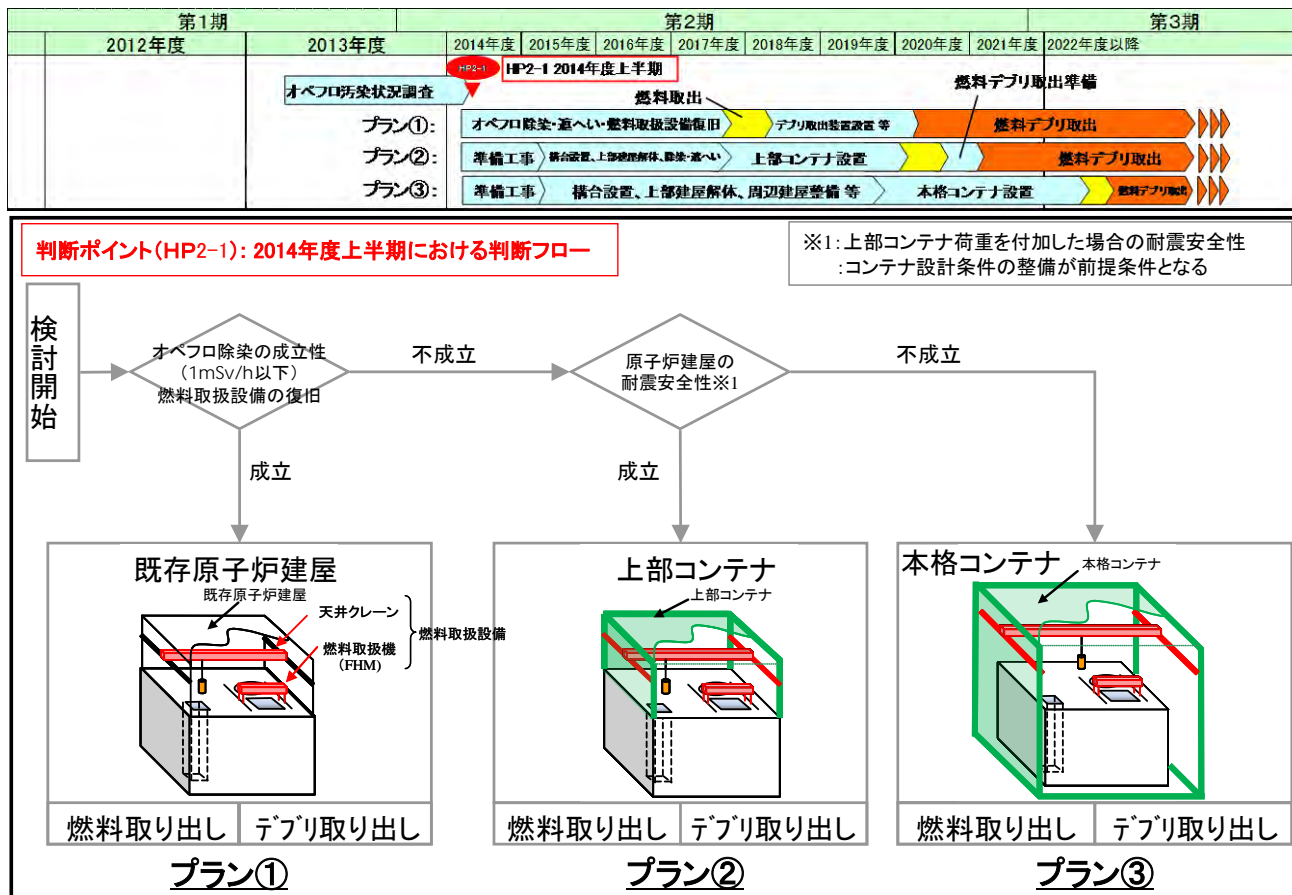 第1期 第2期 第3期
2012年度 2013年度 2014年度 2015年度 2016年度 2017年度 2018年度 2019年度 2020年度 2021年度 2022年度以降
HP2-1 HP2-1 2014年度上半期
オペフロ汚染状況調査
燃料取出
燃料デブリ取出準備
プラン①: オペフロ除染・遮へい・燃料取扱設備復旧 デブリ取出装置設置 等 燃料デブリ取出
プラン②: 準備工事 構台設置、上部建屋解体、除染・遮へい 上部コンテナ設置 燃料デブリ取出
プラン③: 準備工事 構台設置、上部建屋解体、周辺建屋整備 等 本格コンテナ設置 燃料デブリ取出
判断ポイント(HP2-1): 2014年度上半期における判断フロー
※1:上部コンテナ荷重を付加した場合の耐震安全性
:コンテナ設計条件の整備が前提条件となる
検討開始
オペフロ除染の成立性
(1mSv/h以下)
燃料取扱設備の復旧
不成立
原子炉建屋の
耐震安全性※1
不成立
成立
成立
既存原子炉建屋
既存原子炉建屋
天井クレーン
燃料取扱機
(FHM)
燃料取扱設備
燃料取り出し デブリ取り出し
プラン①
上部コンテナ
上部コンテナ
燃料取り出し デブリ取り出し
プラン②
本格コンテナ
本格コンテナ
燃料取り出し デブリ取り出し
プラン③